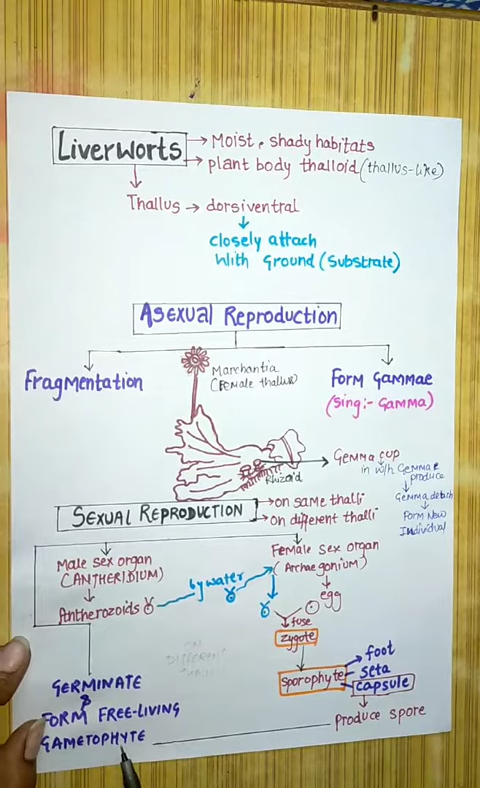 Liverworts
→ Moist, shady habitats
→ plant body thalloid (thallus-like)
Thallus → dorsiventral
closely attach
With Ground (Substrate)
Asexual Reproduction
Fragmentation
Marchantia
(Female thallus)
Form Gammae
(Sing:- Gamma)
Gemma cup
in w/h Gemmae
produce
Gemma detach
Form New
Individual
Rhizoid
SEXUAL REPRODUCTION
→ on same thalli
→ on different thalli
Male sex organ
(ANTHERIDIUM)
Antherozoids
by water
Female sex organ
(Archaegonium)
egg
fuse
zygote
sporophyte
foot
seta
capsule
Produce spore
GERMINATE
&
FORM FREE-LIVING
GAMETOPHYTE
ON
DIFFERENT